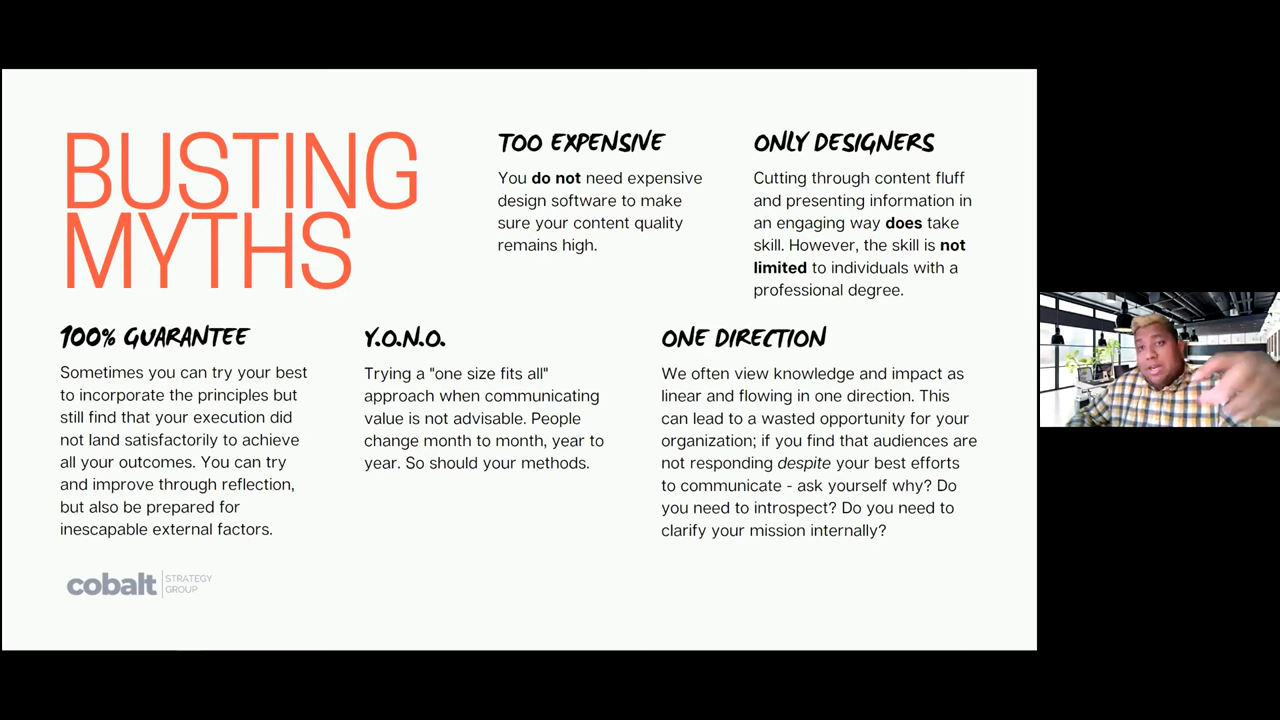 BUSTING
MYTHS
TOO EXPENSIVE
You do not need expensive
design software to make
sure your content quality
remains high.
ONLY DESIGNERS
Cutting through content fluff
and presenting information in
an engaging way does take
skill. However, the skill is not
limited to individuals with a
professional degree.
100% GUARANTEE
Sometimes you can try your best
to incorporate the principles but
still find that your execution did
not land satisfactorily to achieve
all your outcomes. You can try
and improve through reflection,
but also be prepared for
inescapable external factors.
Y.O.N.O.
Trying a "one size fits all"
approach when communicating
value is not advisable. People
change month to month, year to
year. So should your methods.
ONE DIRECTION
We often view knowledge and impact as
linear and flowing in one direction. This
can lead to a wasted opportunity for your
organization; if you find that audiences are
not responding despite your best efforts
to communicate - ask yourself why? Do
you need to introspect? Do you need to
clarify your mission internally?
cobalt STRATEGY
GROUP